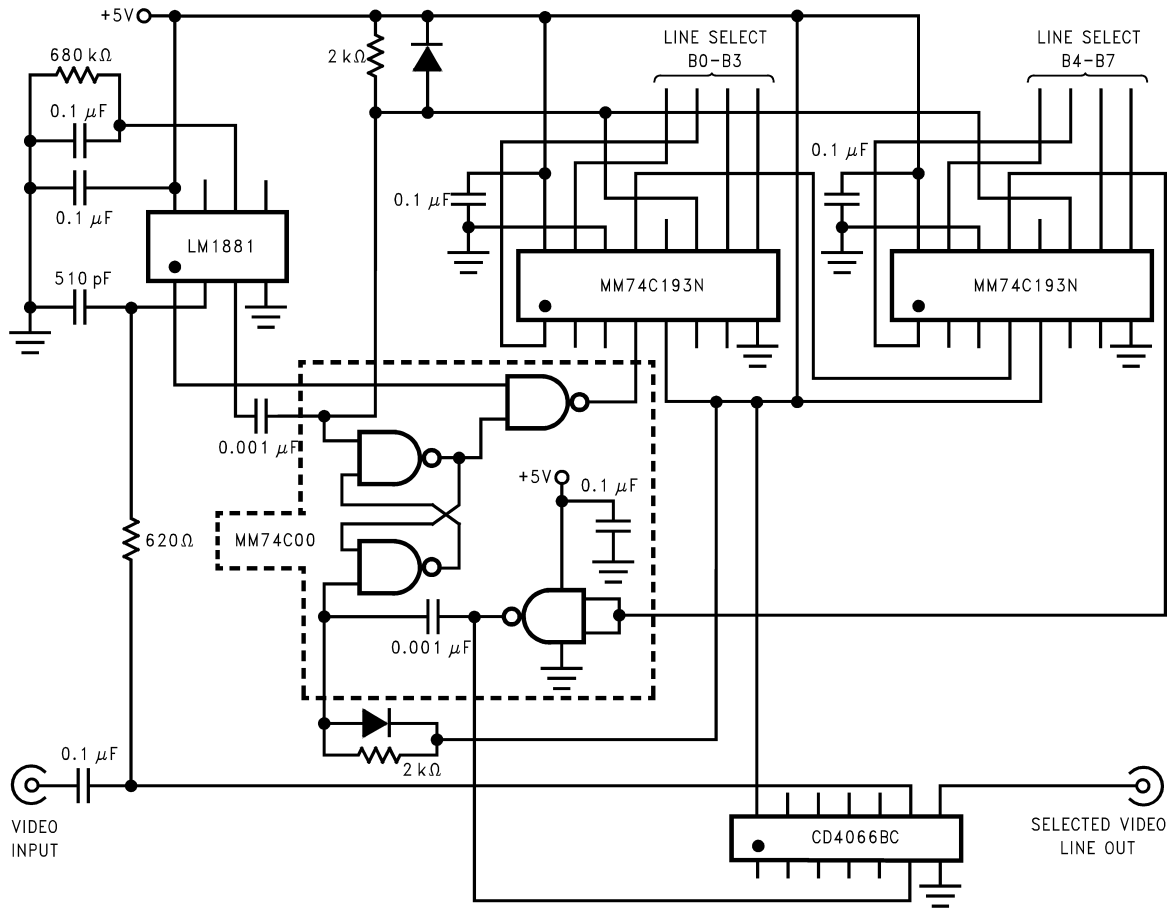 +5V
680 kΩ
0.1 μF
0.1 μF
LM1881
510 pF
2 kΩ
LINE SELECT
B0-B3
LINE SELECT
B4-B7
0.1 μF
0.1 μF
MM74C193N
MM74C193N
0.001 μF
+5V
0.1 μF
MM74C00
620Ω
0.001 μF
2 kΩ
0.1 μF
VIDEO
INPUT
CD4066BC
SELECTED VIDEO
LINE OUT